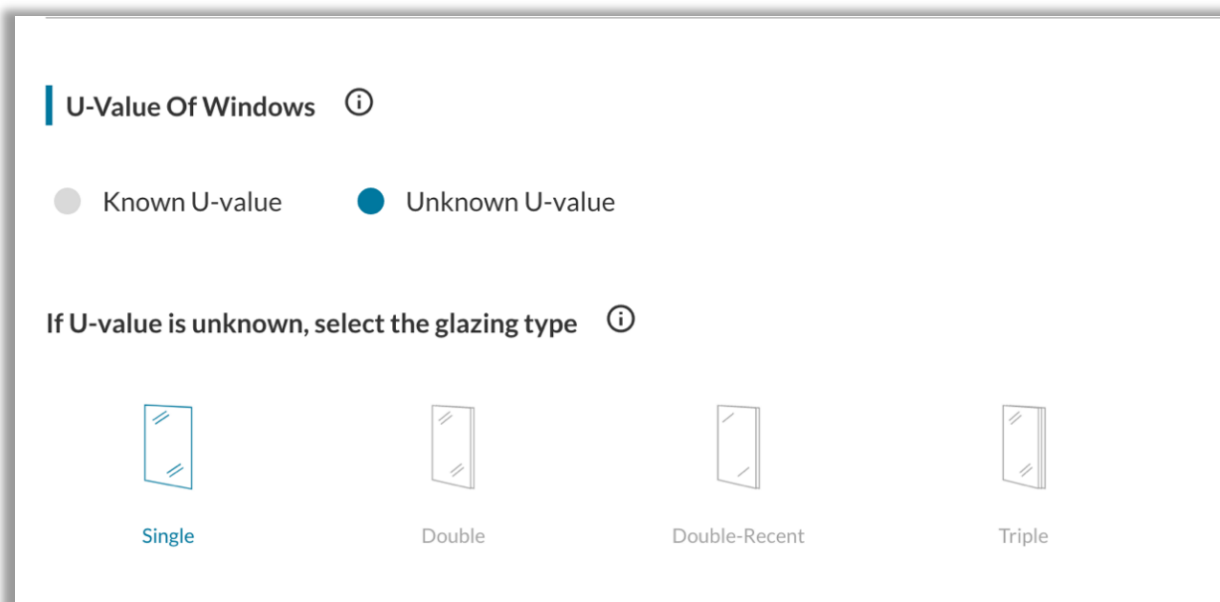 U-Value Of Windows
Known U-value Unknown U-value
If U-value is unknown, select the glazing type
Single Double Double-Recent Triple